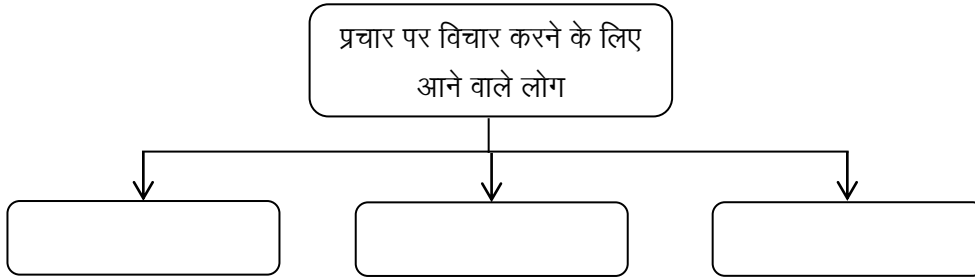 प्रचार पर विचार करने के लिए
आने वाले लोग